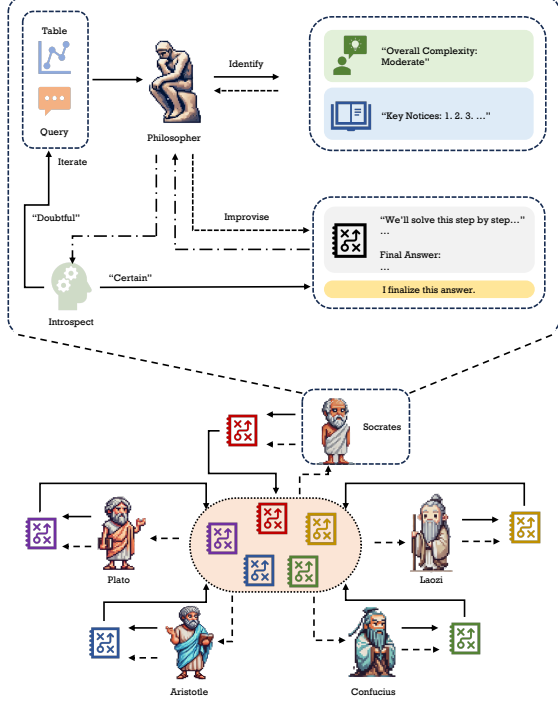 Table
Query
Philosopher
Identify
“Overall Complexity:
Moderate”
“Key Notices: 1. 2. 3. …”
Iterate
“Doubtful”
Improvise
“We’ll solve this step by step…”
…
Final Answer:
…
I finalize this answer.
“Certain”
Introspect
Socrates
Plato
Laozi
Aristotle
Confucius